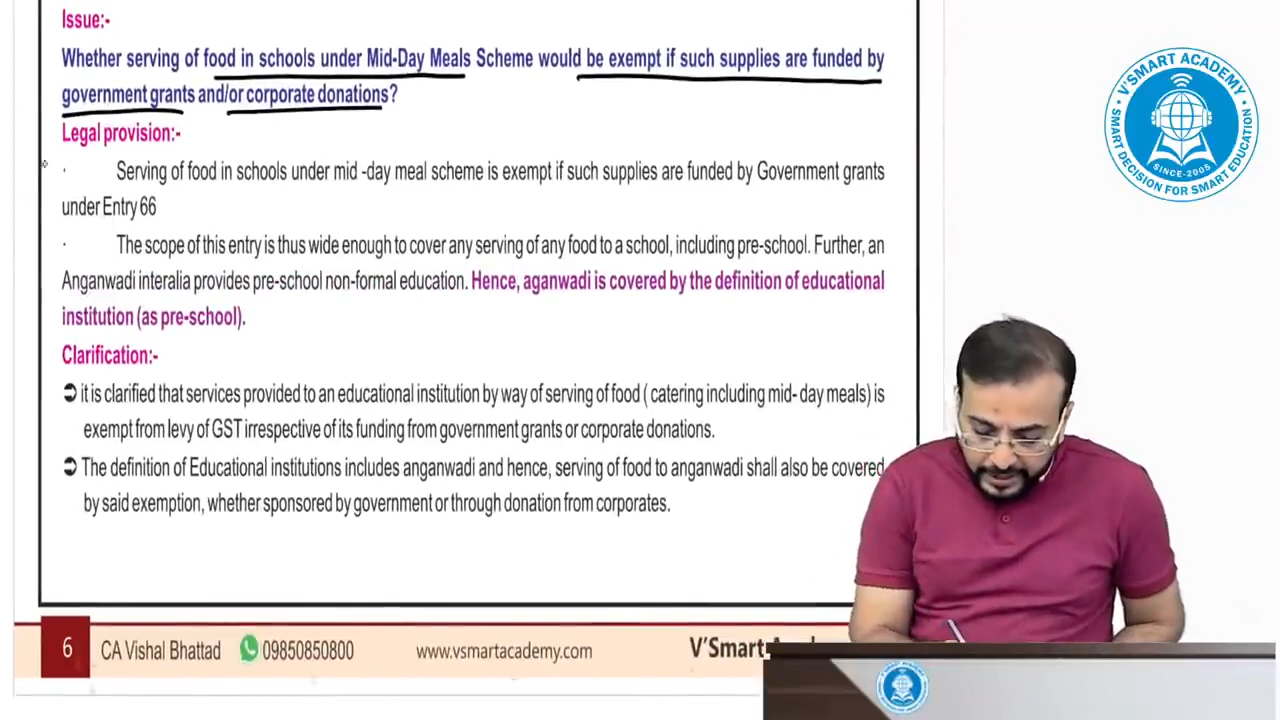 Issue:-
Whether serving of food in schools under Mid-Day Meals Scheme would be exempt if such supplies are funded by
government grants and/or corporate donations?
Legal provision:-
· Serving of food in schools under mid -day meal scheme is exempt if such supplies are funded by Government grants
under Entry 66
· The scope of this entry is thus wide enough to cover any serving of any food to a school, including pre-school. Further, an
Anganwadi interalia provides pre-school non-formal education. Hence, aganwadi is covered by the definition of educational
institution (as pre-school).
Clarification:-
➲ it is clarified that services provided to an educational institution by way of serving of food ( catering including mid- day meals) is
exempt from levy of GST irrespective of its funding from government grants or corporate donations.
➲ The definition of Educational institutions includes anganwadi and hence, serving of food to anganwadi shall also be covered
by said exemption, whether sponsored by government or through donation from corporates.
6 CA Vishal Bhattad 09850850800 www.vsmartacademy.com V'Smart
V'SMART ACADEMY
SINCE-2005
SMART DECISION FOR SMART EDUCATION